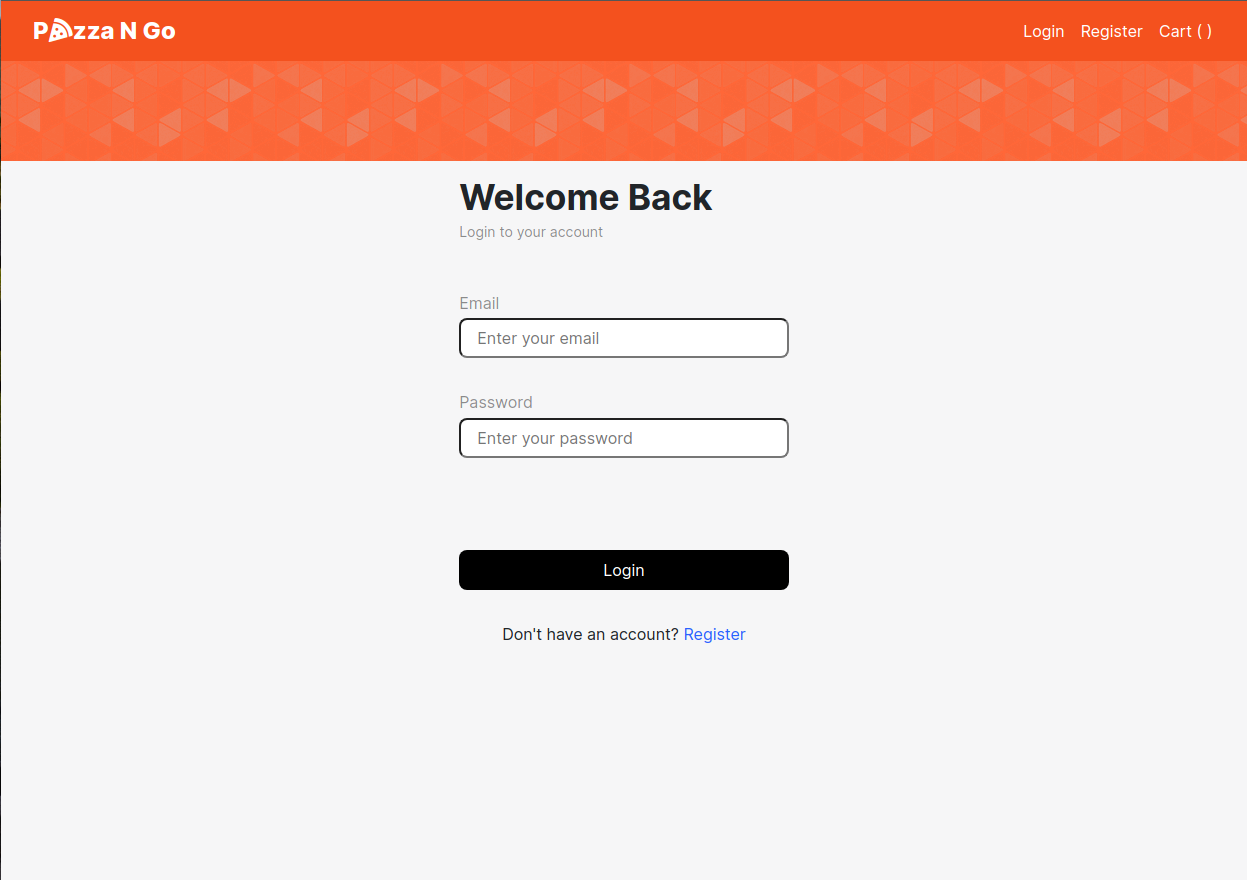 Pizza N Go
Login Register Cart ( )
Welcome Back
Login to your account
Email
Enter your email
Password
Enter your password
Login
Don't have an account? Register